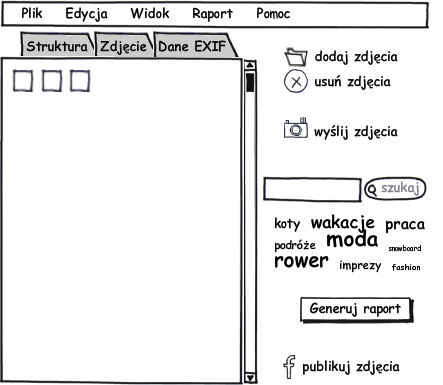 Plik Edycja Widok Raport Pomoc
Struktura Zdjęcie Dane EXIF
dodaj zdjęcia
usuń zdjęcia
wyślij zdjęcia
szukaj
koty wakacje praca
podróże moda snowboard
rower imprezy fashion
Generuj raport
publikuj zdjęcia